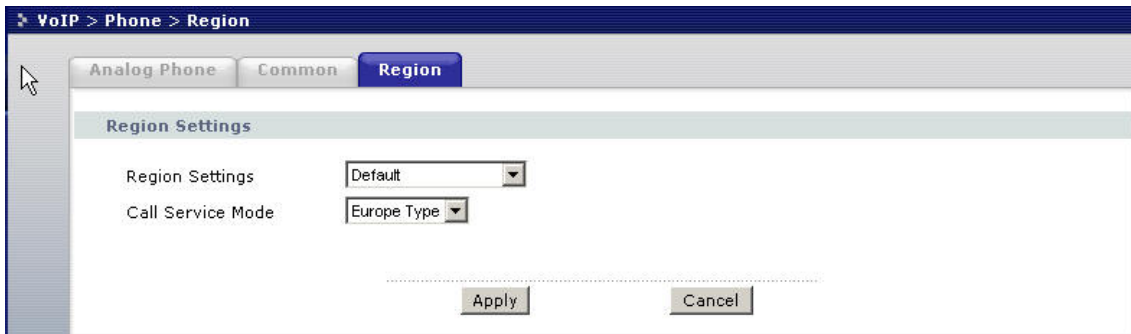 VoIP > Phone > Region
Analog Phone Common Region
Region Settings
Region Settings Default
Call Service Mode Europe Type
Apply Cancel